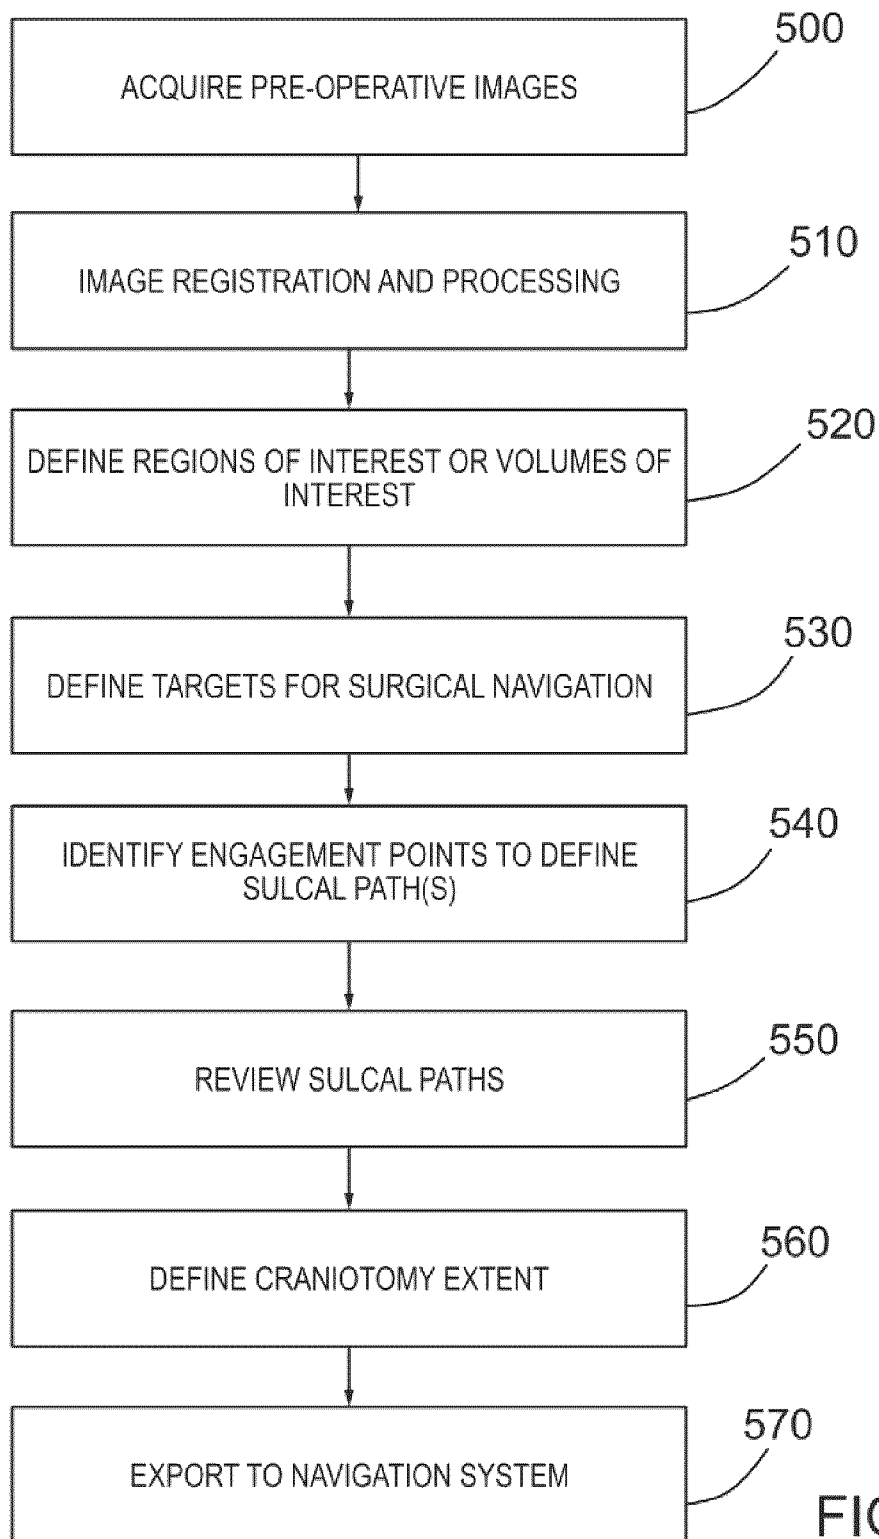 500
ACQUIRE PRE-OPERATIVE IMAGES
510
IMAGE REGISTRATION AND PROCESSING
520
DEFINE REGIONS OF INTEREST OR VOLUMES OF
INTEREST
530
DEFINE TARGETS FOR SURGICAL NAVIGATION
540
IDENTIFY ENGAGEMENT POINTS TO DEFINE
SULCAL PATH(S)
550
REVIEW SULCAL PATHS
560
DEFINE CRANIOTOMY EXTENT
570
EXPORT TO NAVIGATION SYSTEM